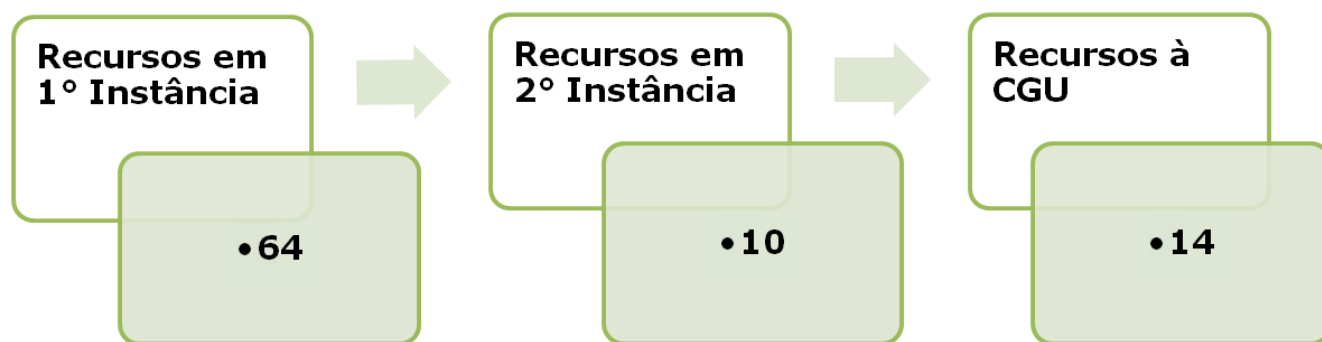 Recursos em
1° Instância
•64
Recursos em
2° Instância
•10
Recursos à
CGU
•14